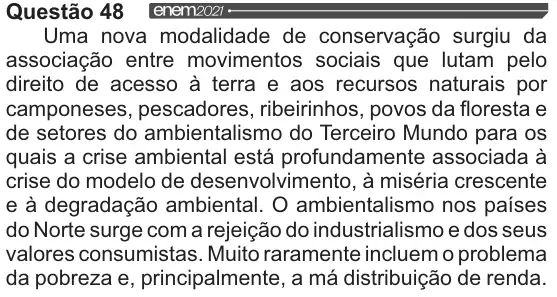 Questão 48 enem2021
Uma nova modalidade de conservação surgiu da
associação entre movimentos sociais que lutam pelo
direito de acesso à terra e aos recursos naturais por
camponeses, pescadores, ribeirinhos, povos da floresta e
de setores do ambientalismo do Terceiro Mundo para os
quais a crise ambiental está profundamente associada à
crise do modelo de desenvolvimento, à miséria crescente
e à degradação ambiental. O ambientalismo nos países
do Norte surge com a rejeição do industrialismo e dos seus
valores consumistas. Muito raramente incluem o problema
da pobreza e, principalmente, a má distribuição de renda.